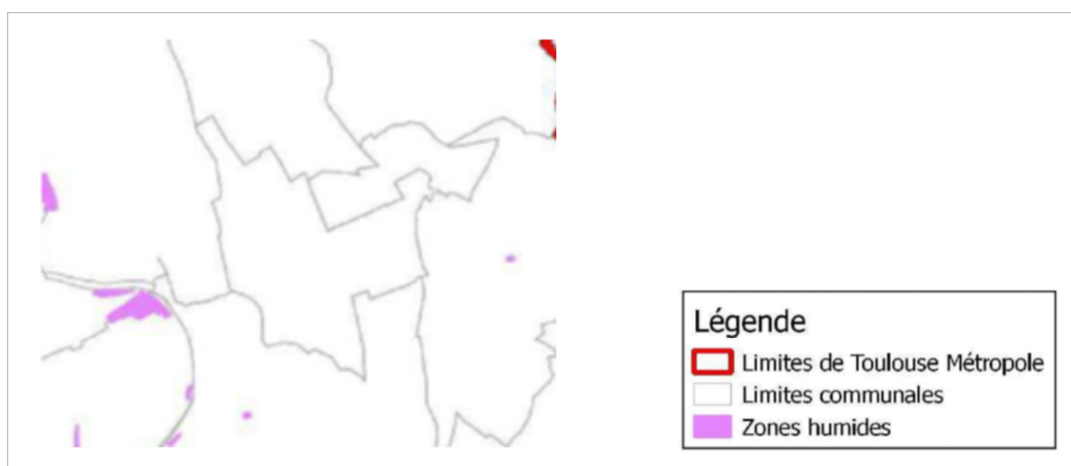 Légende
Limites de Toulouse Métropole
Limites communales
Zones humides